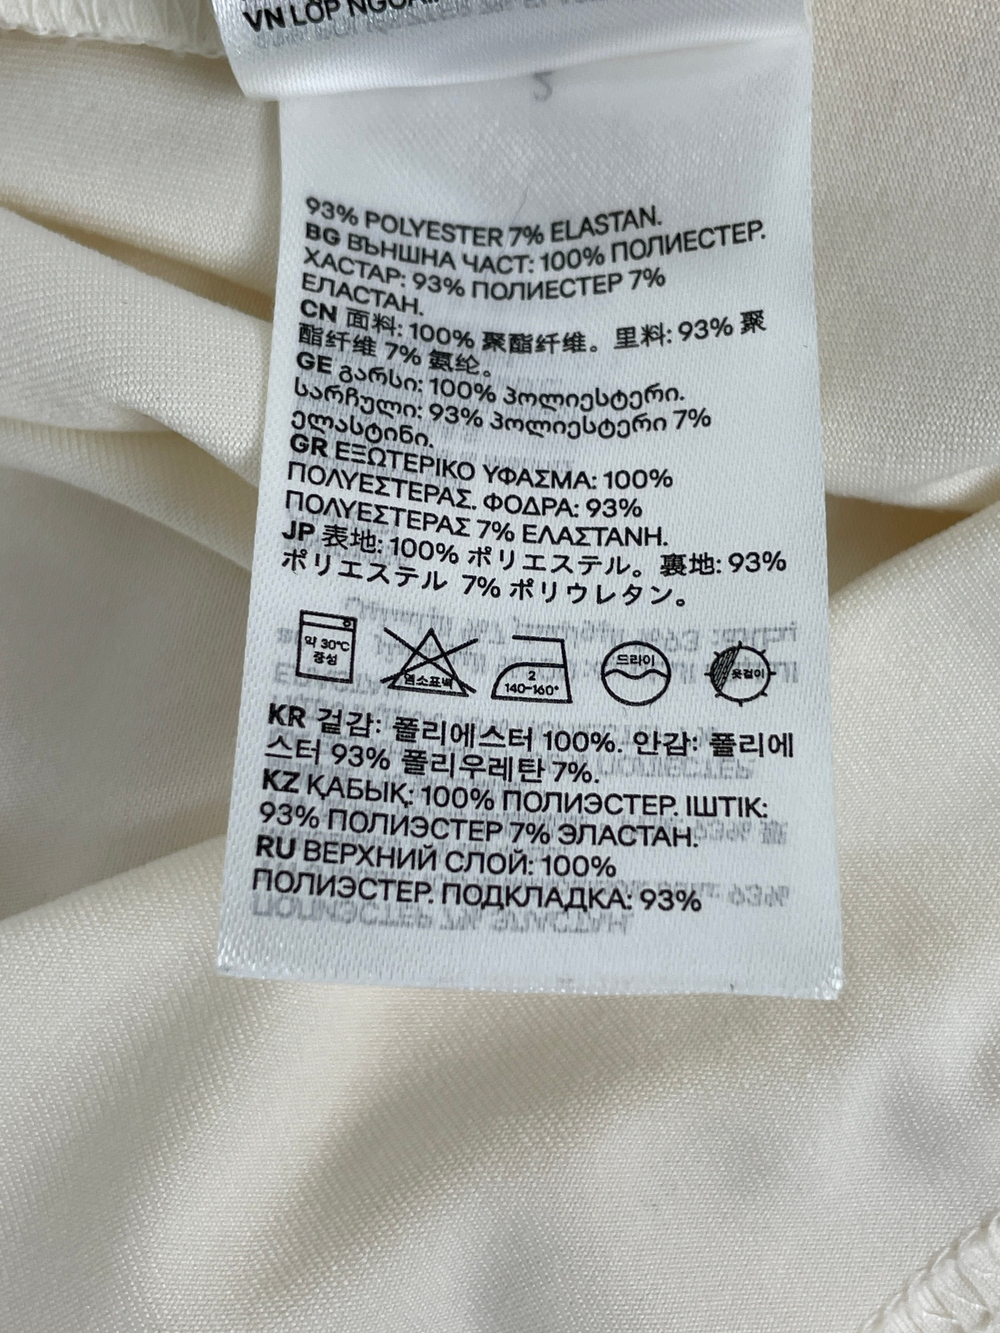 VN LỚP
93% POLYESTER 7% ELASTAN.
BG ВЪНШНА ЧАСТ: 100% ПОЛИЕСТЕР.
ХАСТАР: 93% ПОЛИЕСТЕР 7%
ЕЛАСТАН.
CN 面料: 100% 聚酯纤维。里料: 93% 聚
酯纤维 7% 氨纶。
GE გარსი: 100% პოლიესტერი.
სარჩული: 93% პოლიესტერი 7%
ელასტინი.
GR ΕΞΩΤΕΡΙΚΟ ΥΦΑΣΜΑ: 100%
ΠΟΛΥΕΣΤΕΡΑΣ. ΦΟΔΡΑ: 93%
ΠΟΛΥΕΣΤΕΡΑΣ 7% ΕΛΑΣΤΑΝΗ.
JP 表地: 100% ポリエステル。裏地: 93%
ポリエステル 7% ポリウレタン。
약 30℃
중성
염소표백
2
140-160°
드라이
옷걸이
KR 겉감: 폴리에스터 100%. 안감: 폴리에
스터 93% 폴리우레탄 7%.
KZ ҚАБЫҚ: 100% ПОЛИЭСТЕР. ІШТІК:
93% ПОЛИЭСТЕР 7% ЭЛАСТАН.
RU ВЕРХНИЙ СЛОЙ: 100%
ПОЛИЭСТЕР. ПОДКЛАДКА: 93%